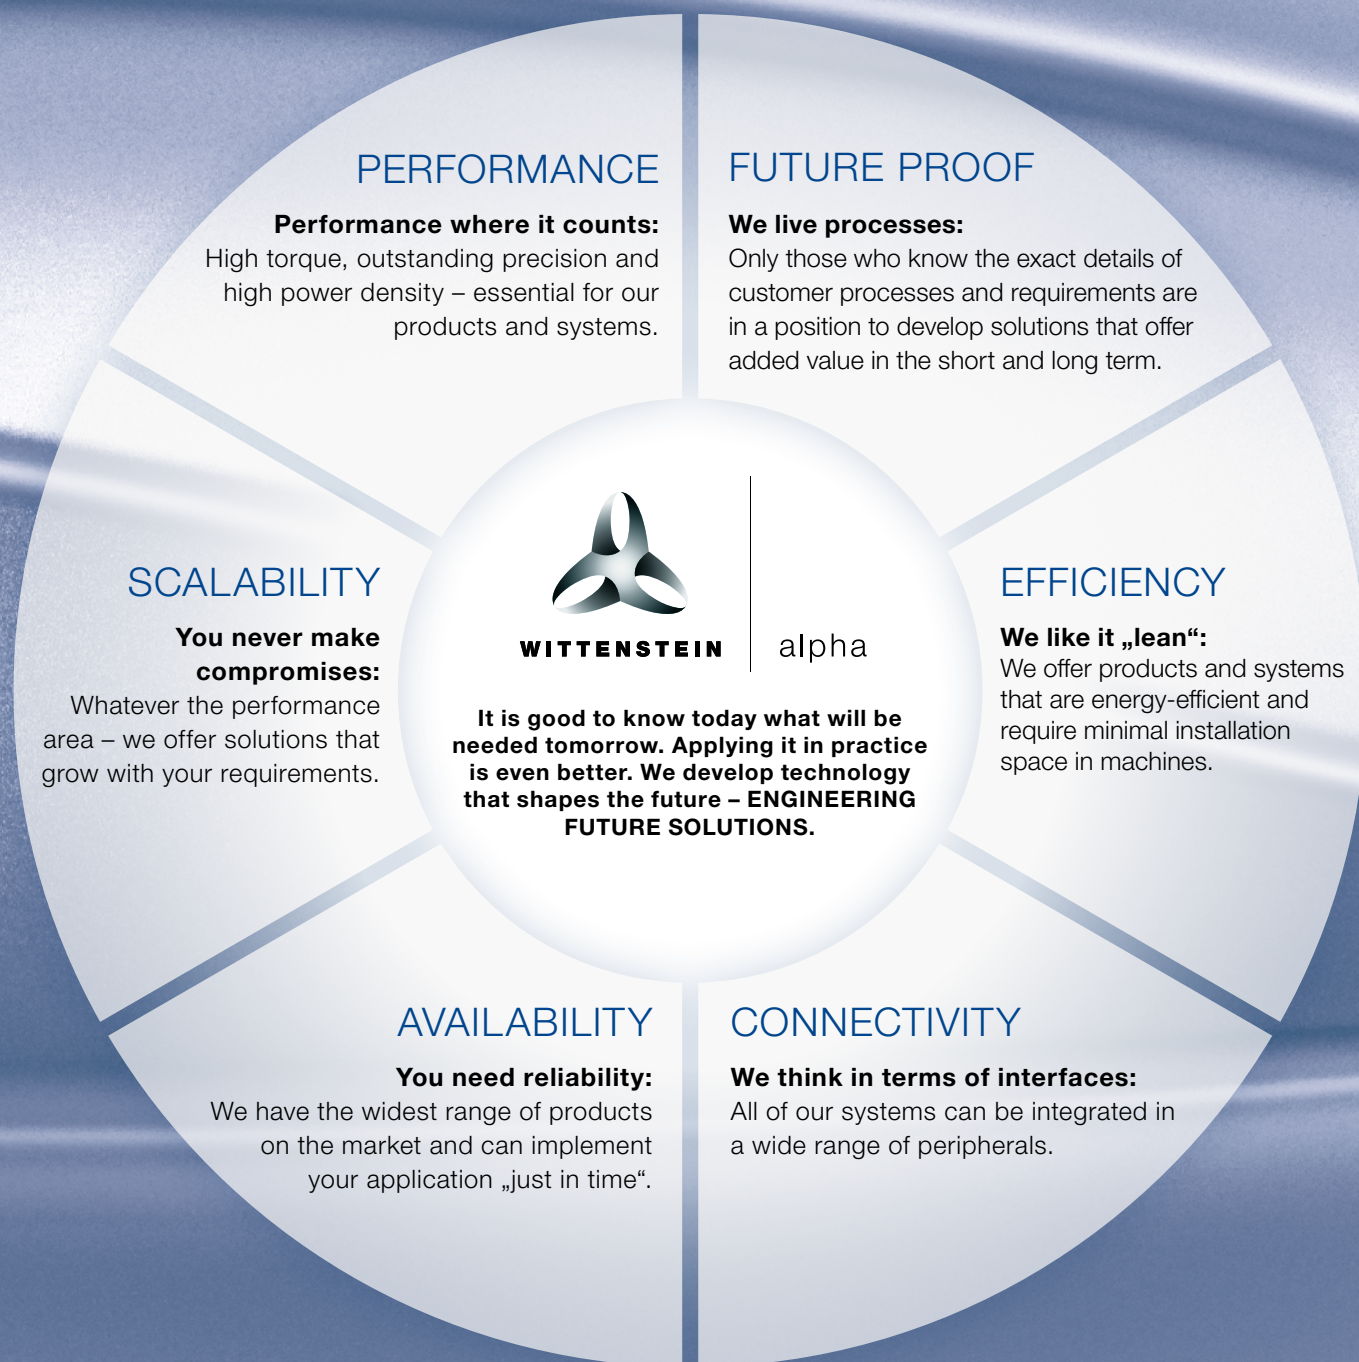 PERFORMANCE
Performance where it counts:
High torque, outstanding precision and
high power density – essential for our
products and systems.
FUTURE PROOF
We live processes:
Only those who know the exact details of
customer processes and requirements are
in a position to develop solutions that offer
added value in the short and long term.
SCALABILITY
You never make
compromises:
Whatever the performance
area – we offer solutions that
grow with your requirements.
WITTENSTEIN
alpha
It is good to know today what will be
needed tomorrow. Applying it in practice
is even better. We develop technology
that shapes the future – ENGINEERING
FUTURE SOLUTIONS.
EFFICIENCY
We like it „lean“:
We offer products and systems
that are energy-efficient and
require minimal installation
space in machines.
AVAILABILITY
You need reliability:
We have the widest range of products
on the market and can implement
your application „just in time“.
CONNECTIVITY
We think in terms of interfaces:
All of our systems can be integrated in
a wide range of peripherals.